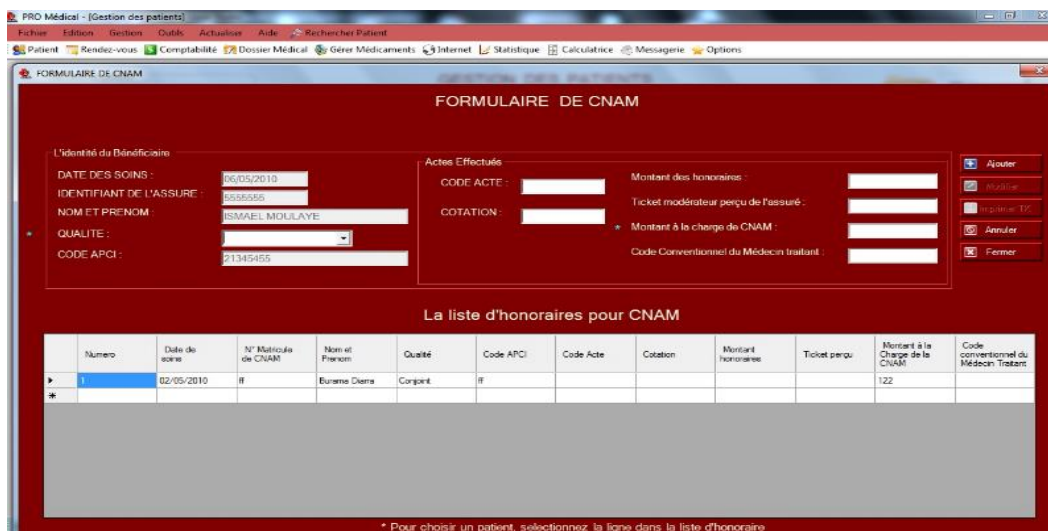 PRO Médical - [Gestion des patients]
Fichier Edition Gestion Outils Actualiser Aide Rechercher Patient
Patient Rendez-vous Comptabilité Dossier Médical Gérer Médicaments Internet Statistique Calculatrice Messagerie Options
FORMULAIRE DE CNAM
GESTION DES PATIENTS
FORMULAIRE DE CNAM
L'identité du Bénéficiaire
DATE DES SOINS : 06/05/2010
IDENTIFIANT DE L'ASSURE : 5555555
NOM ET PRENOM : ISMAEL MOULAYE
* QUALITE :
CODE APCI : 21345455
Actes Effectués
CODE ACTE :
COTATION :
Montant des honoraires :
Ticket modérateur perçu de l'assuré :
* Montant à la charge de CNAM :
Code Conventionnel du Médecin traitant :
Ajouter
Modifier
Imprimer TK
Annuler
Fermer
La liste d'honoraires pour CNAM
Numero Date de soins N° Matricule de CNAM Nom et Prenom Qualité Code APCI Code Acte Cotation Montant honoraires Ticket perçu Montant à la Charge de la CNAM Code conventionnel du Médecin Traitant
1 02/05/2010 ff Burama Diarra Conjoint ff 122
* Pour choisir un patient, selectionnez la ligne dans la liste d'honoraire